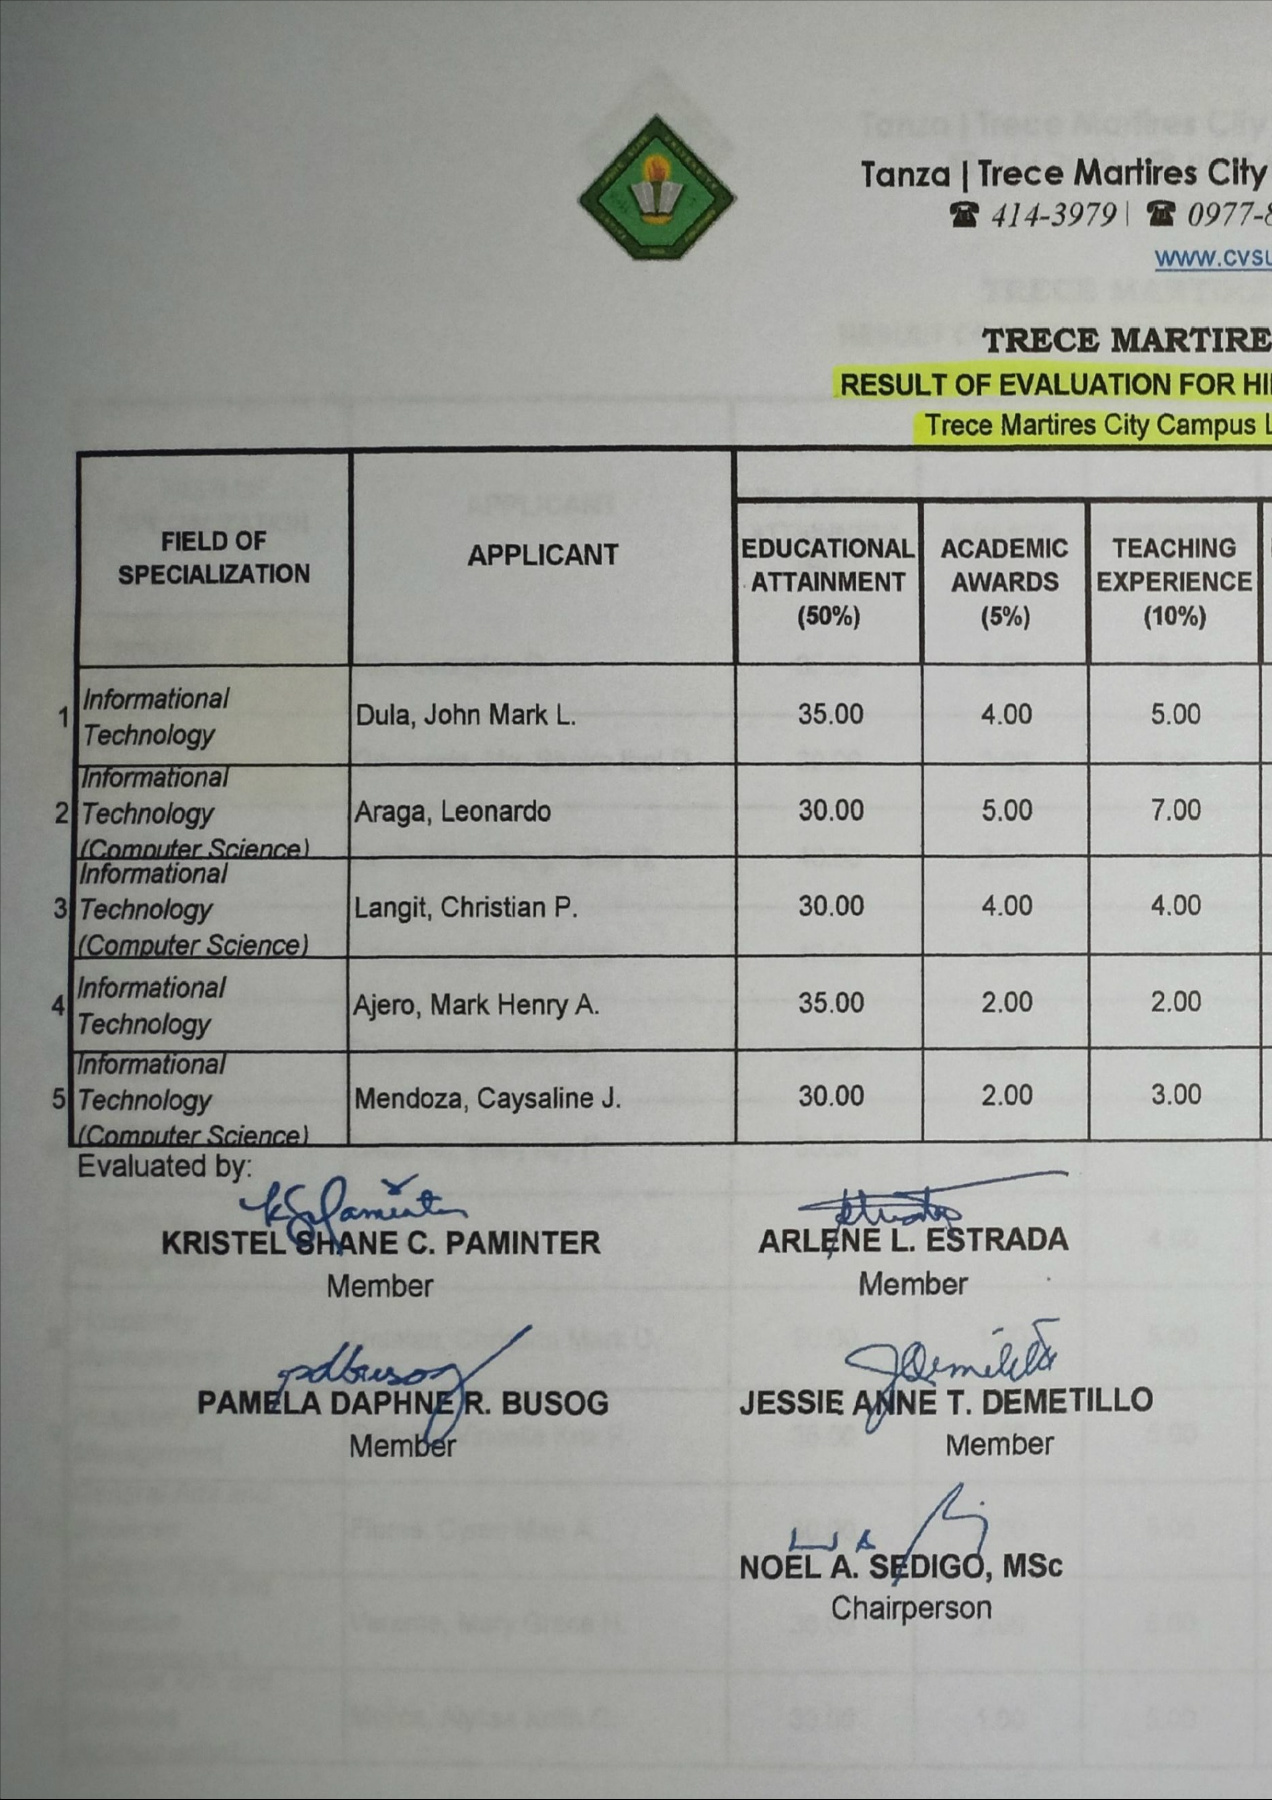 Tanza | Trece Martires City
☎ 414-3979 | ☎ 0977-8
www.cvsu
TRECE MARTIRE
RESULT OF EVALUATION FOR HI
Trece Martires City Campus L
FIELD OF SPECIALIZATION APPLICANT EDUCATIONAL ATTAINMENT (50%) ACADEMIC AWARDS (5%) TEACHING EXPERIENCE (10%)
1 Informational Technology Dula, John Mark L. 35.00 4.00 5.00
2 Informational Technology (Computer Science) Araga, Leonardo 30.00 5.00 7.00
3 Informational Technology (Computer Science) Langit, Christian P. 30.00 4.00 4.00
4 Informational Technology Ajero, Mark Henry A. 35.00 2.00 2.00
5 Informational Technology (Computer Science) Mendoza, Caysaline J. 30.00 2.00 3.00
Evaluated by:
KRISTEL SHANE C. PAMINTER ARLENE L. ESTRADA
Member Member
PAMELA DAPHNE R. BUSOG JESSIE ANNE T. DEMETILLO
Member Member
NOEL A. SEDIGO, MSc
Chairperson